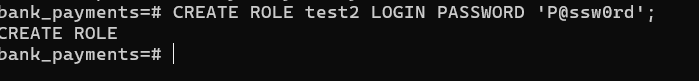 bank_payments=# CREATE ROLE test2 LOGIN PASSWORD 'P@ssw0rd';
CREATE ROLE
bank_payments=#